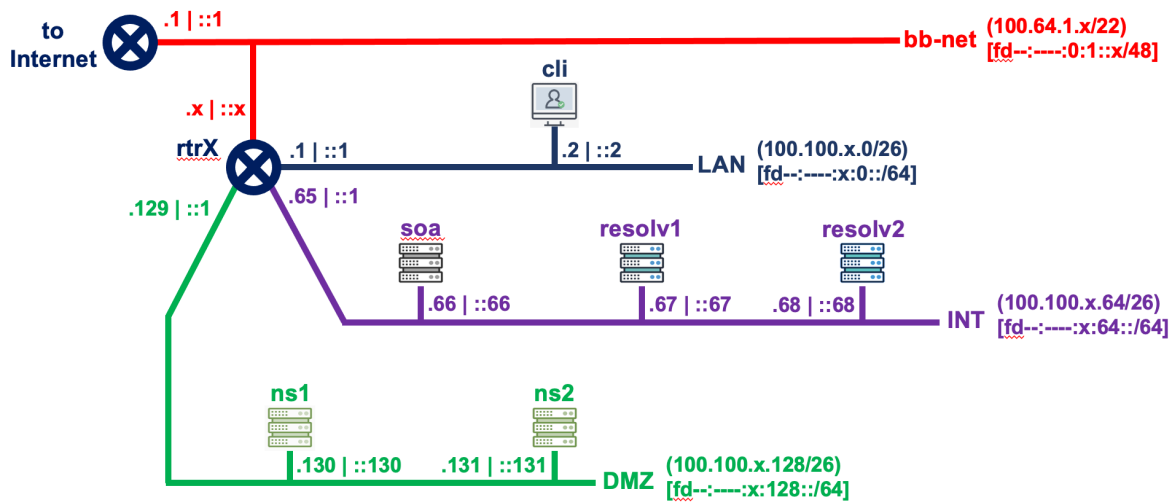 to
Internet
.1 | ::1
bb-net
(100.64.1.x/22)
[fd--:----:0:1::x/48]
.x | ::x
rtrX
cli
.1 | ::1
.2 | ::2
LAN
(100.100.x.0/26)
[fd--:----:x:0::/64]
.129 | ::1
.65 | ::1
soa
resolv1
resolv2
.66 | ::66
.67 | ::67
.68 | ::68
INT
(100.100.x.64/26)
[fd--:----:x:64::/64]
ns1
ns2
.130 | ::130
.131 | ::131
DMZ
(100.100.x.128/26)
[fd--:----:x:128::/64]